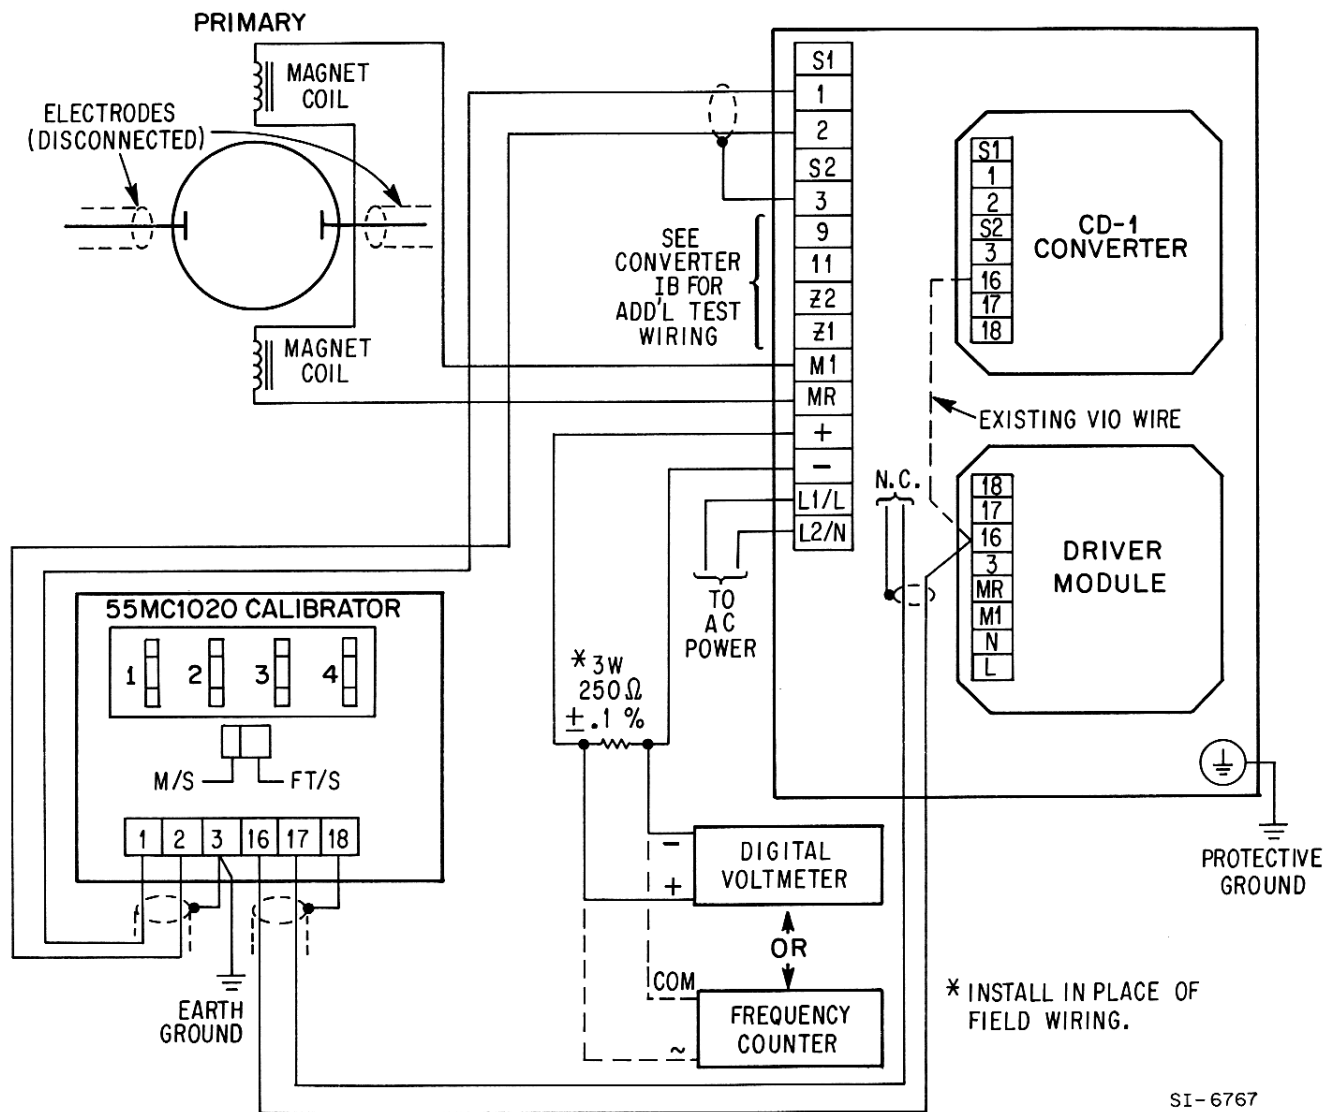 PRIMARY
MAGNET
COIL
ELECTRODES
(DISCONNECTED)
MAGNET
COIL
S1
1
2
S2
3
9
11
Z2
Z1
M1
MR
+
−
L1/L
L2/N
SEE
CONVERTER
IB FOR
ADD'L TEST
WIRING
S1
1
2
S2
3
16
17
18
CD-1
CONVERTER
EXISTING VIO WIRE
N.C.
18
17
16
3
MR
M1
N
L
DRIVER
MODULE
TO
AC
POWER
* 3W
250Ω
±.1 %
55MC1020 CALIBRATOR
1 2 3 4
M/S FT/S
1 2 3 16 17 18
EARTH
GROUND
−
+
DIGITAL
VOLTMETER
OR
COM
~
FREQUENCY
COUNTER
PROTECTIVE
GROUND
* INSTALL IN PLACE OF
FIELD WIRING.
SI-6767